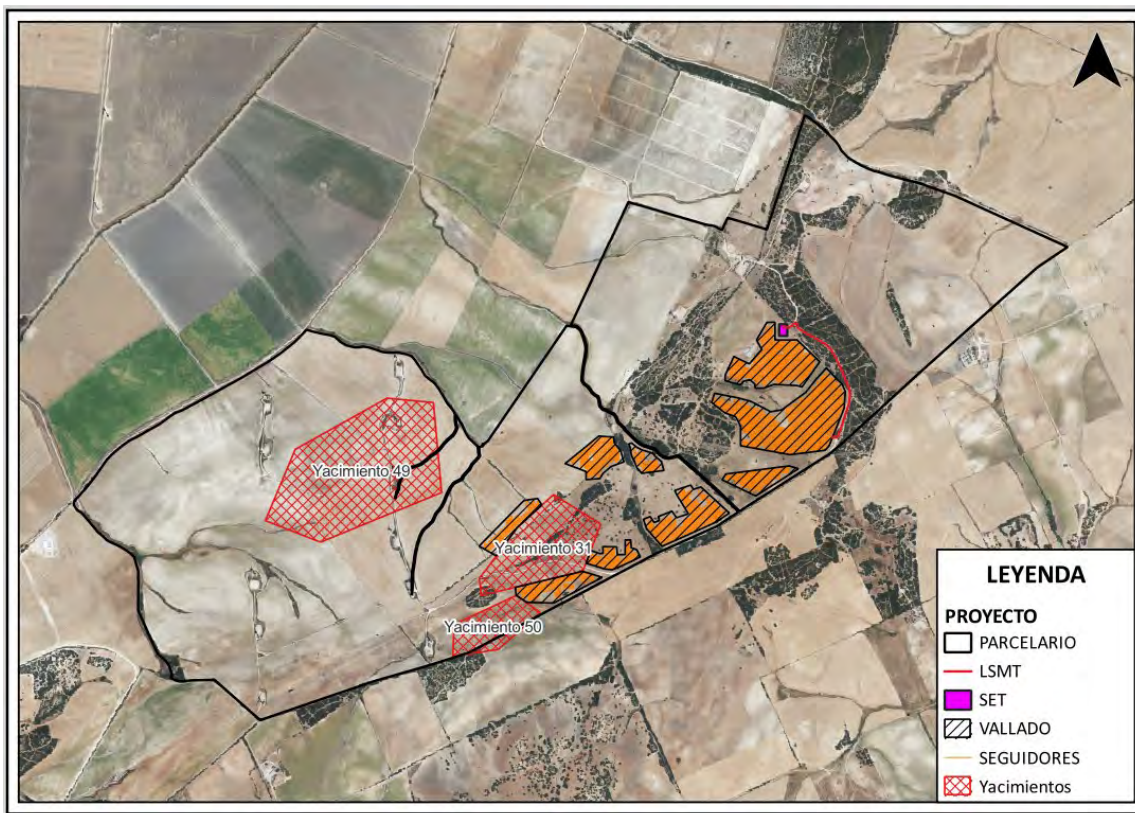 Yacimiento 49
Yacimiento 31
Yacimiento 50
LEYENDA
PROYECTO
PARCELARIO
LSMT
SET
VALLADO
SEGUIDORES
Yacimientos